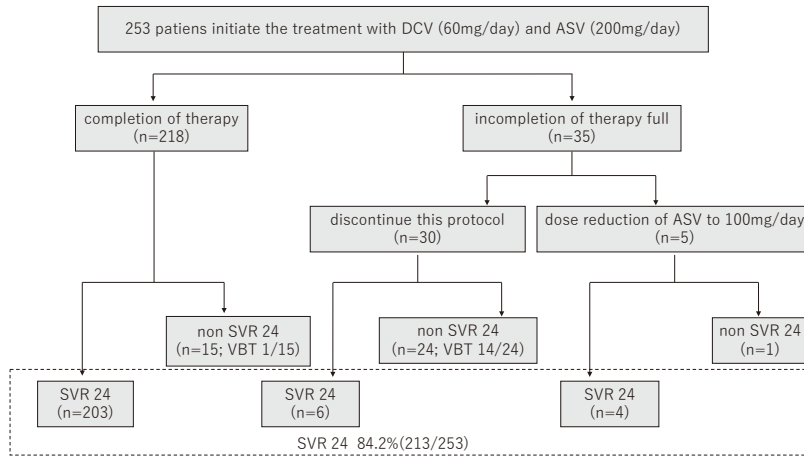 253 patiens initiate the treatment with DCV (60mg/day) and ASV (200mg/day)
completion of therapy
(n=218)
incompletion of therapy full
(n=35)
discontinue this protocol
(n=30)
dose reduction of ASV to 100mg/day
(n=5)
non SVR 24
(n=15; VBT 1/15)
non SVR 24
(n=24; VBT 14/24)
non SVR 24
(n=1)
SVR 24
(n=203)
SVR 24
(n=6)
SVR 24
(n=4)
SVR 24 84.2%(213/253)